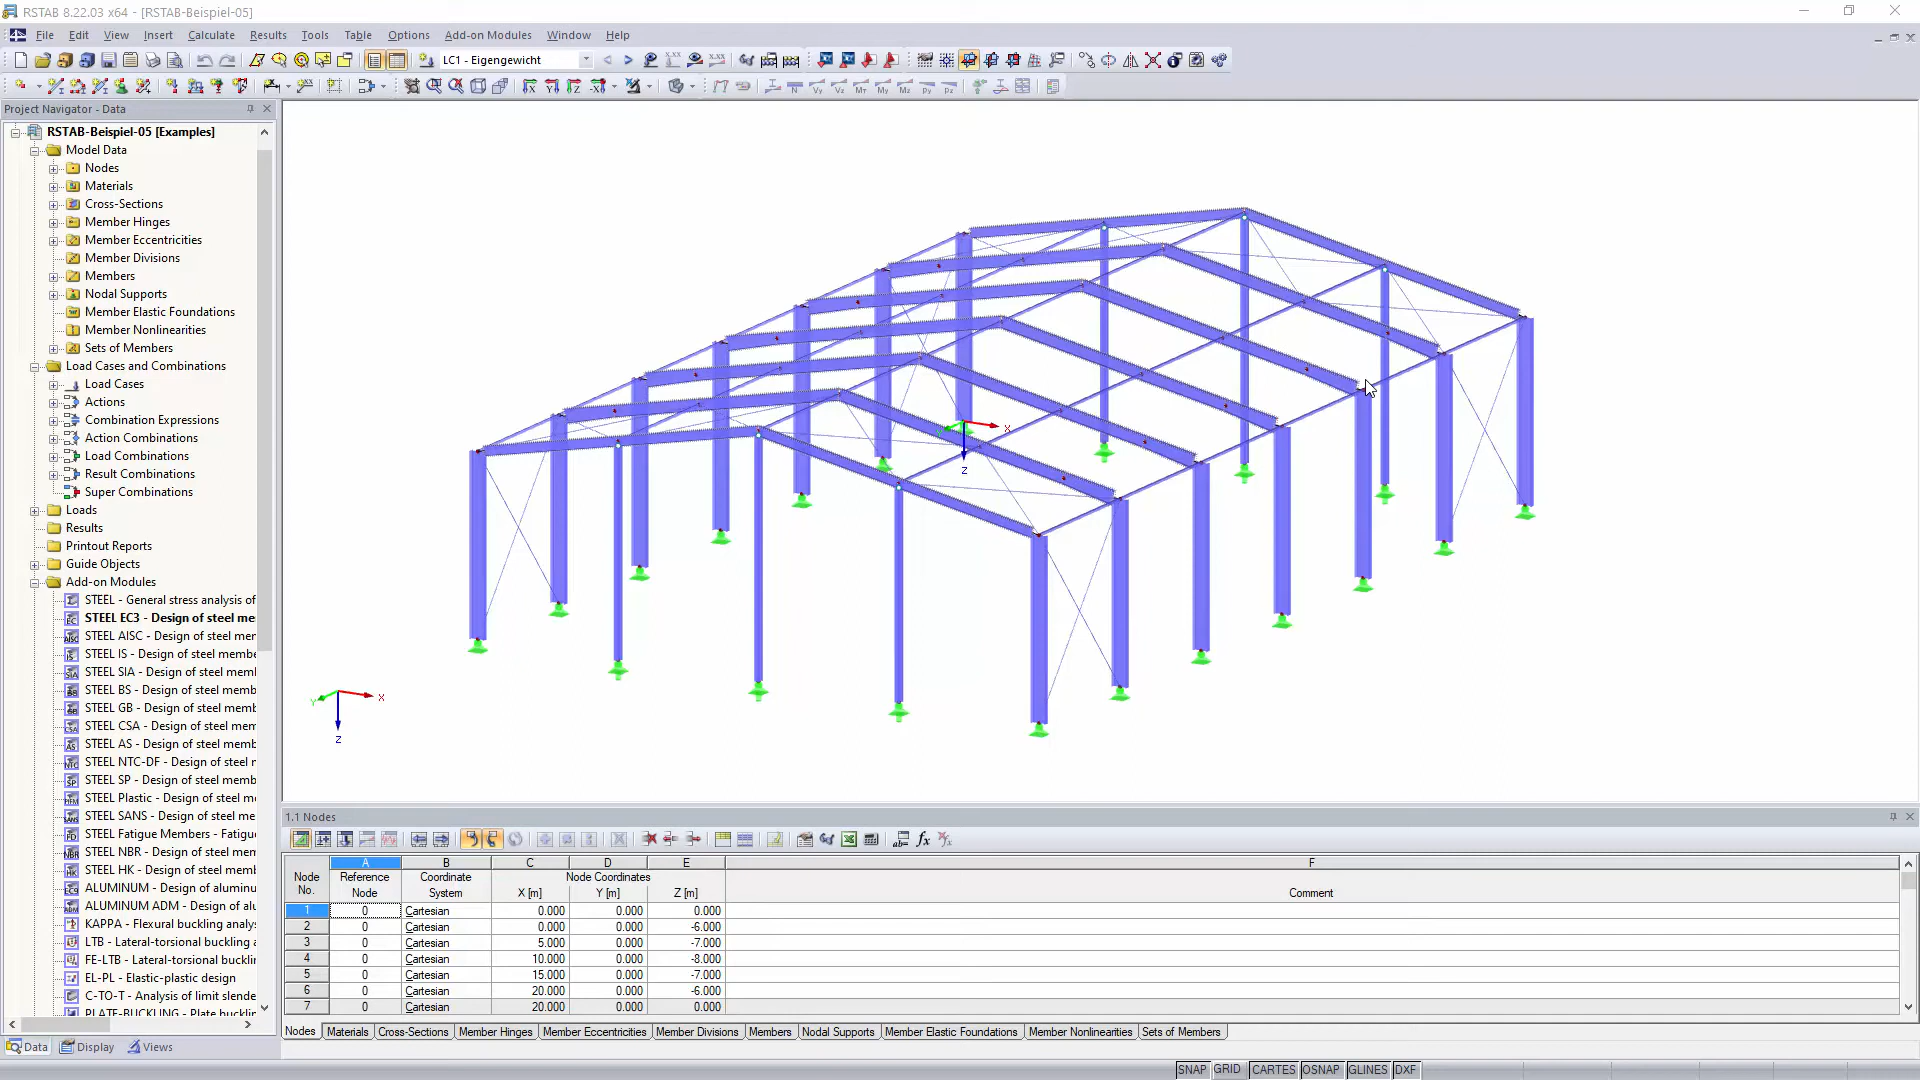 RSTAB 8.22.03 x64 - [RSTAB-Beispiel-05]
File Edit View Insert Calculate Results Tools Table Options Add-on Modules Window Help
LC1 - Eigengewicht
Project Navigator - Data
RSTAB-Beispiel-05 [Examples]
Model Data
Nodes
Materials
Cross-Sections
Member Hinges
Member Eccentricities
Member Divisions
Members
Nodal Supports
Member Elastic Foundations
Member Nonlinearities
Sets of Members
Load Cases and Combinations
Load Cases
Actions
Combination Expressions
Action Combinations
Load Combinations
Result Combinations
Super Combinations
Loads
Results
Printout Reports
Guide Objects
Add-on Modules
STEEL - General stress analysis of
STEEL EC3 - Design of steel me
STEEL AISC - Design of steel mer
STEEL IS - Design of steel memb
STEEL SIA - Design of steel memb
STEEL BS - Design of steel memb
STEEL GB - Design of steel memb
STEEL CSA - Design of steel mer
STEEL AS - Design of steel memb
STEEL NTC-DF - Design of steel m
STEEL SP - Design of steel memb
STEEL Plastic - Design of steel m
STEEL SANS - Design of steel me
STEEL Fatigue Members - Fatigu
STEEL NBR - Design of steel mem
STEEL HK - Design of steel mem
ALUMINUM - Design of aluminu
ALUMINUM ADM - Design of alu
KAPPA - Flexural buckling analy
LTB - Lateral-torsional buckling a
FE-LTB - Lateral-torsional bucklir
EL-PL - Elastic-plastic design
C-TO-T - Analysis of limit slende
PLATE-BUCKLING - Plate bucklin
Data Display Views
X
Z
X
Y
Z
1.1 Nodes
A B C D E F
Node Reference Coordinate Node Coordinates
No. Node System X [m] Y [m] Z [m] Comment
1 0 Cartesian 0.000 0.000 0.000
2 0 Cartesian 0.000 0.000 -6.000
3 0 Cartesian 5.000 0.000 -7.000
4 0 Cartesian 10.000 0.000 -8.000
5 0 Cartesian 15.000 0.000 -7.000
6 0 Cartesian 20.000 0.000 -6.000
7 0 Cartesian 20.000 0.000 0.000
Nodes Materials Cross-Sections Member Hinges Member Eccentricities Member Divisions Members Nodal Supports Member Elastic Foundations Member Nonlinearities Sets of Members
SNAP GRID CARTES OSNAP GLINES DXF